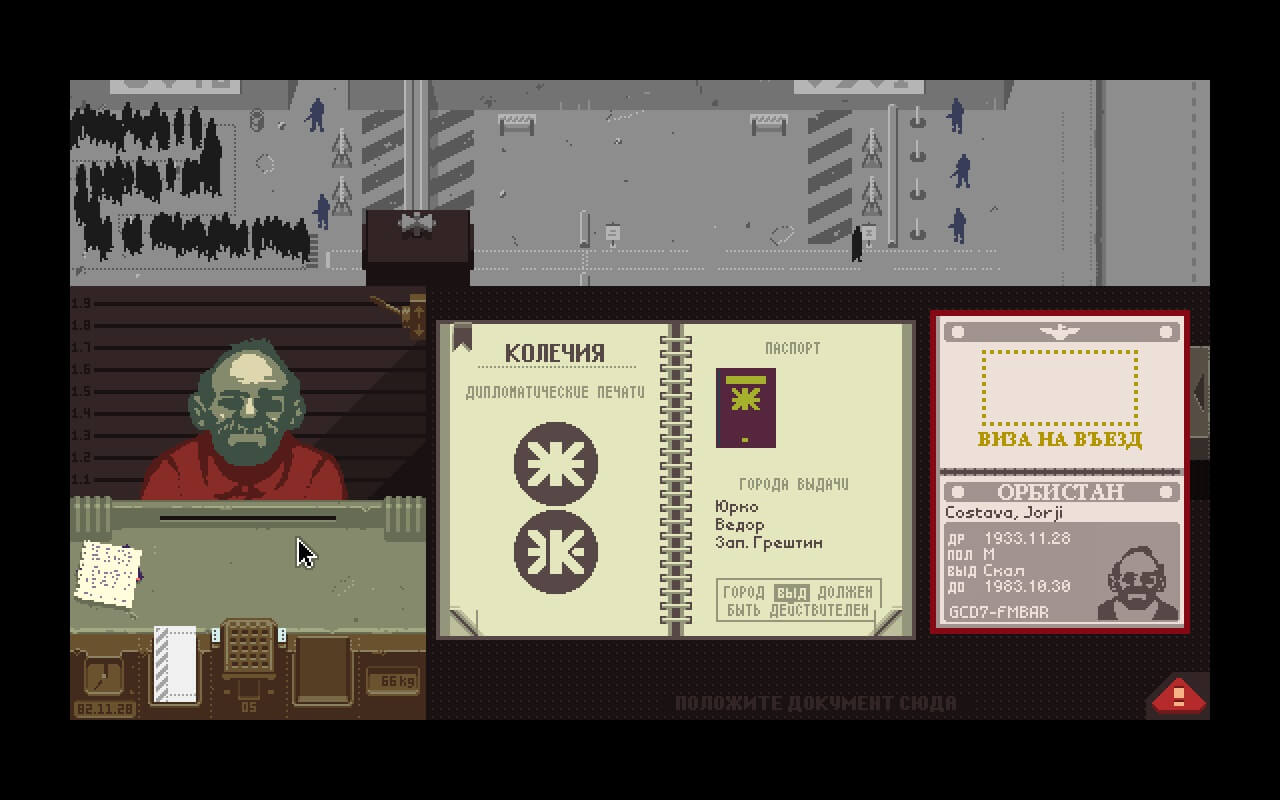 1.9
1.8
1.7
1.6
1.5
1.4
1.3
1.2
1.1
82.11.28
05
66 kg
КОЛЕЧИЯ
ДИПЛОМАТИЧЕСКИЕ ПЕЧАТИ
ПАСПОРТ
ГОРОДА ВЫДАЧИ
Юрко
Ведор
Зап. Грештин
ГОРОД ВЫД ДОЛЖЕН
БЫТЬ ДЕЙСТВИТЕЛЕН
ВИЗА НА ВЪЕЗД
ОРБИСТАН
Costava, Jorji
ДР 1933.11.28
ПОЛ М
ВЫД Скал
ДО 1983.10.30
GCD7-FMBAR
ПОЛОЖИТЕ ДОКУМЕНТ СЮДА